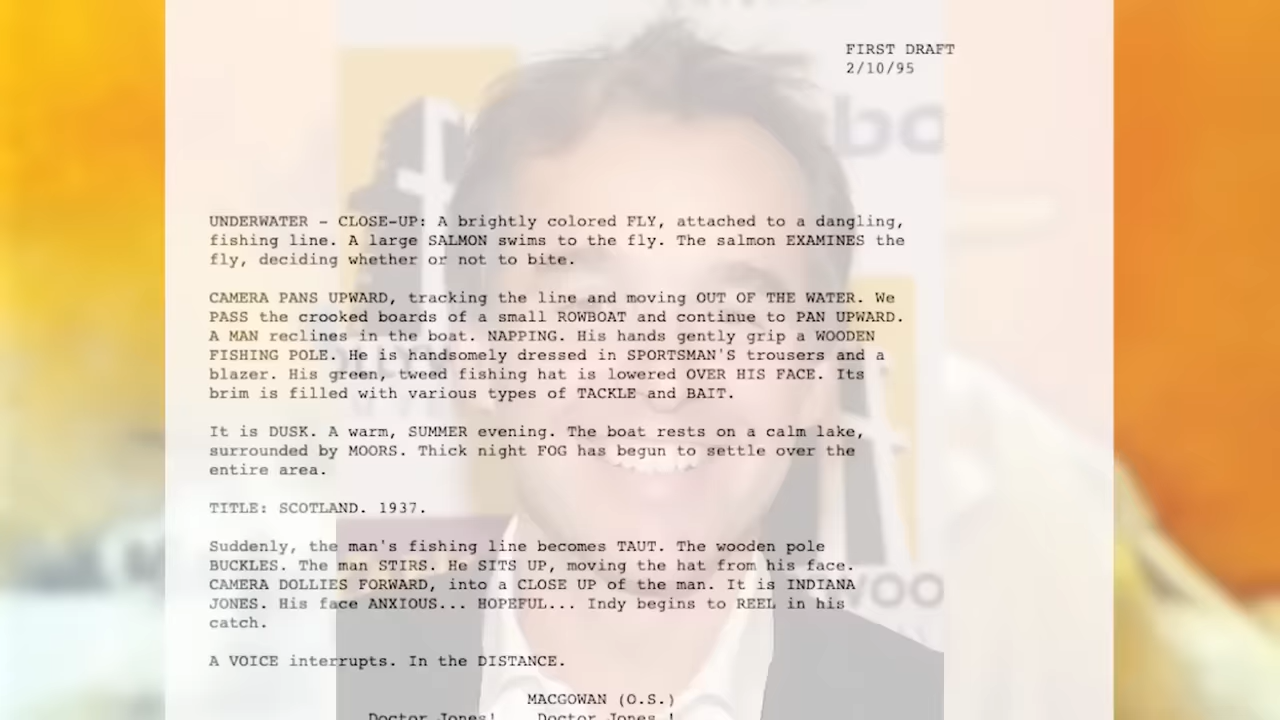 FIRST DRAFT
2/10/95
bo
UNDERWATER - CLOSE-UP: A brightly colored FLY, attached to a dangling,
fishing line. A large SALMON swims to the fly. The salmon EXAMINES the
fly, deciding whether or not to bite.
CAMERA PANS UPWARD, tracking the line and moving OUT OF THE WATER. We
PASS the crooked boards of a small ROWBOAT and continue to PAN UPWARD.
A MAN reclines in the boat. NAPPING. His hands gently grip a WOODEN
FISHING POLE. He is handsomely dressed in SPORTSMAN'S trousers and a
blazer. His green, tweed fishing hat is lowered OVER HIS FACE. Its
brim is filled with various types of TACKLE and BAIT.
It is DUSK. A warm, SUMMER evening. The boat rests on a calm lake,
surrounded by MOORS. Thick night FOG has begun to settle over the
entire area.
TITLE: SCOTLAND. 1937.
Suddenly, the man's fishing line becomes TAUT. The wooden pole
BUCKLES. The man STIRS. He SITS UP, moving the hat from his face.
CAMERA DOLLIES FORWARD, into a CLOSE UP of the man. It is INDIANA
JONES. His face ANXIOUS... HOPEFUL... Indy begins to REEL in his
catch.
A VOICE interrupts. In the DISTANCE.
MACGOWAN (O.S.)
Doctor Jones! Doctor Jones !